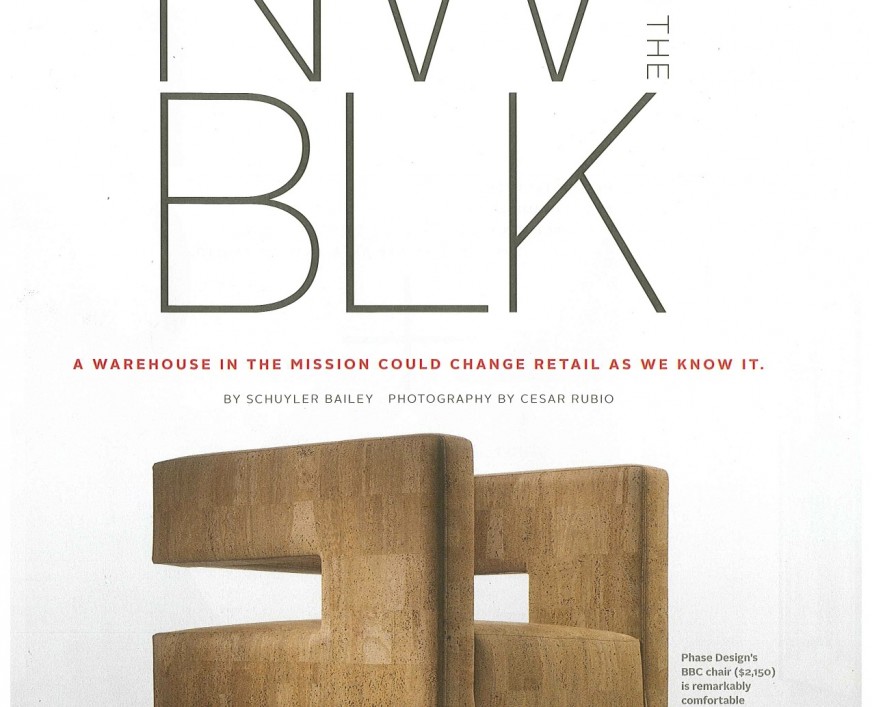 NW
THE
BLK
A WAREHOUSE IN THE MISSION COULD CHANGE RETAIL AS WE KNOW IT.
BY SCHUYLER BAILEY PHOTOGRAPHY BY CESAR RUBIO
Phase Design's
BBC chair ($2,150)
is remarkably
comfortable